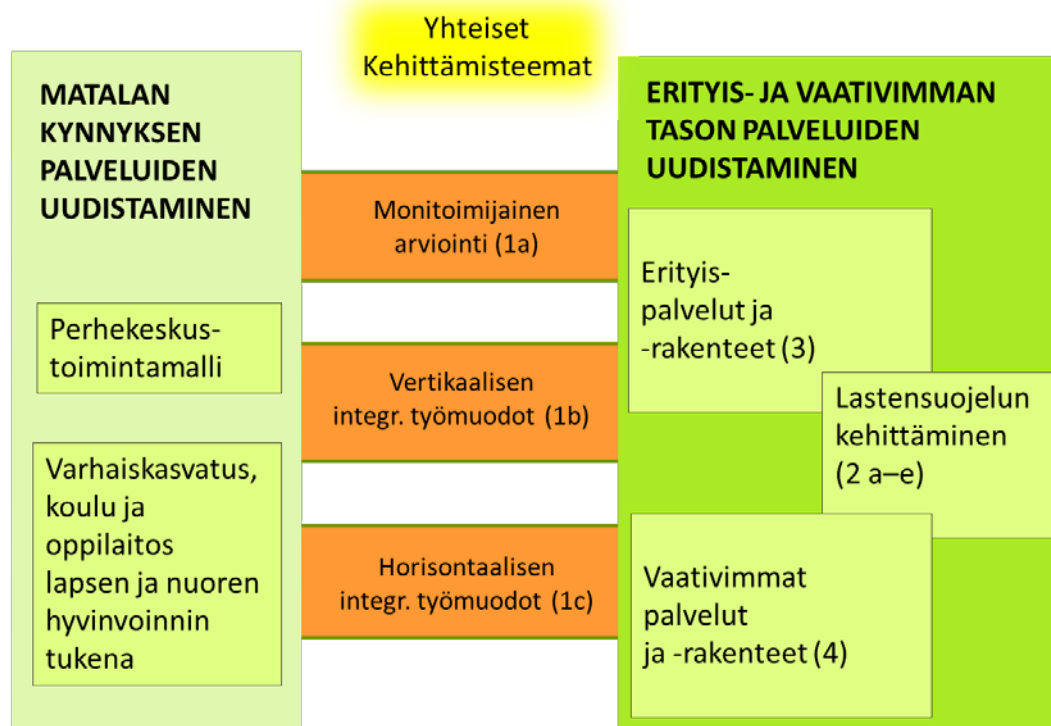 Yhteiset
Kehittämisteemat
MATALAN
KYNNYKSEN
PALVELUIDEN
UUDISTAMINEN
Perhekeskus-
toimintamalli
Varhaiskasvatus,
koulu ja
oppilaitos
lapsen ja nuoren
hyvinvoinnin
tukena
Monitoimijainen
arviointi (1a)
Vertikaalisen
integr. työmuodot (1b)
Horisontaalisen
integr. työmuodot (1c)
ERITYIS- JA VAATIVIMMAN
TASON PALVELUIDEN
UUDISTAMINEN
Erityis-
palvelut ja
-rakenteet (3)
Lastensuojelun
kehittäminen
(2 a–e)
Vaativimmat
palvelut
ja -rakenteet (4)